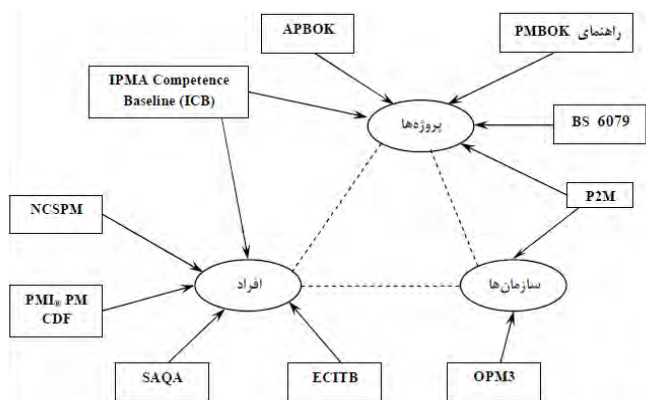 APBOK
راهنمای PMBOK
IPMA Competence
Baseline (ICB)
پروژه‌ها
BS 6079
P2M
NCSPM
افراد
سازمان‌ها
PMI® PM
CDF
SAQA
ECITB
OPM3